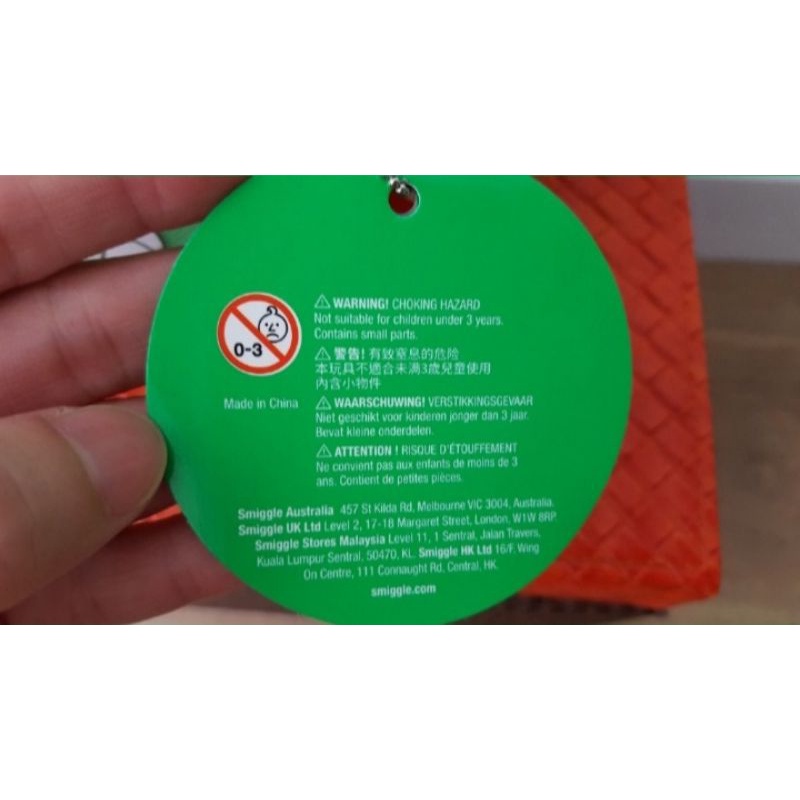 0-3
Made in China
⚠ WARNING! CHOKING HAZARD
Not suitable for children under 3 years.
Contains small parts.
⚠ 警告! 有效窒息的危险
本玩具不適合未満3歳兒童使用
內含小物件
⚠ WAARSCHUWING! VERSTIKKINGSGEVAAR
Niet geschikt voor kinderen jonger dan 3 jaar.
Bevat kleine onderdelen.
⚠ ATTENTION ! RISQUE D'ÉTOUFFEMENT
Ne convient pas aux enfants de moins de 3
ans. Contient de petites pièces.
Smiggle Australia 457 St Kilda Rd, Melbourne VIC 3004, Australia.
Smiggle UK Ltd Level 2, 17-18 Margaret Street, London, W1W 8RP
Smiggle Stores Malaysia Level 11, 1 Sentral, Jalan Travers,
Kuala Lumpur Sentral, 50470, KL. Smiggle HK Ltd 16/F. Wing
On Centre, 111 Connaught Rd. Central, HK.
smiggle.com